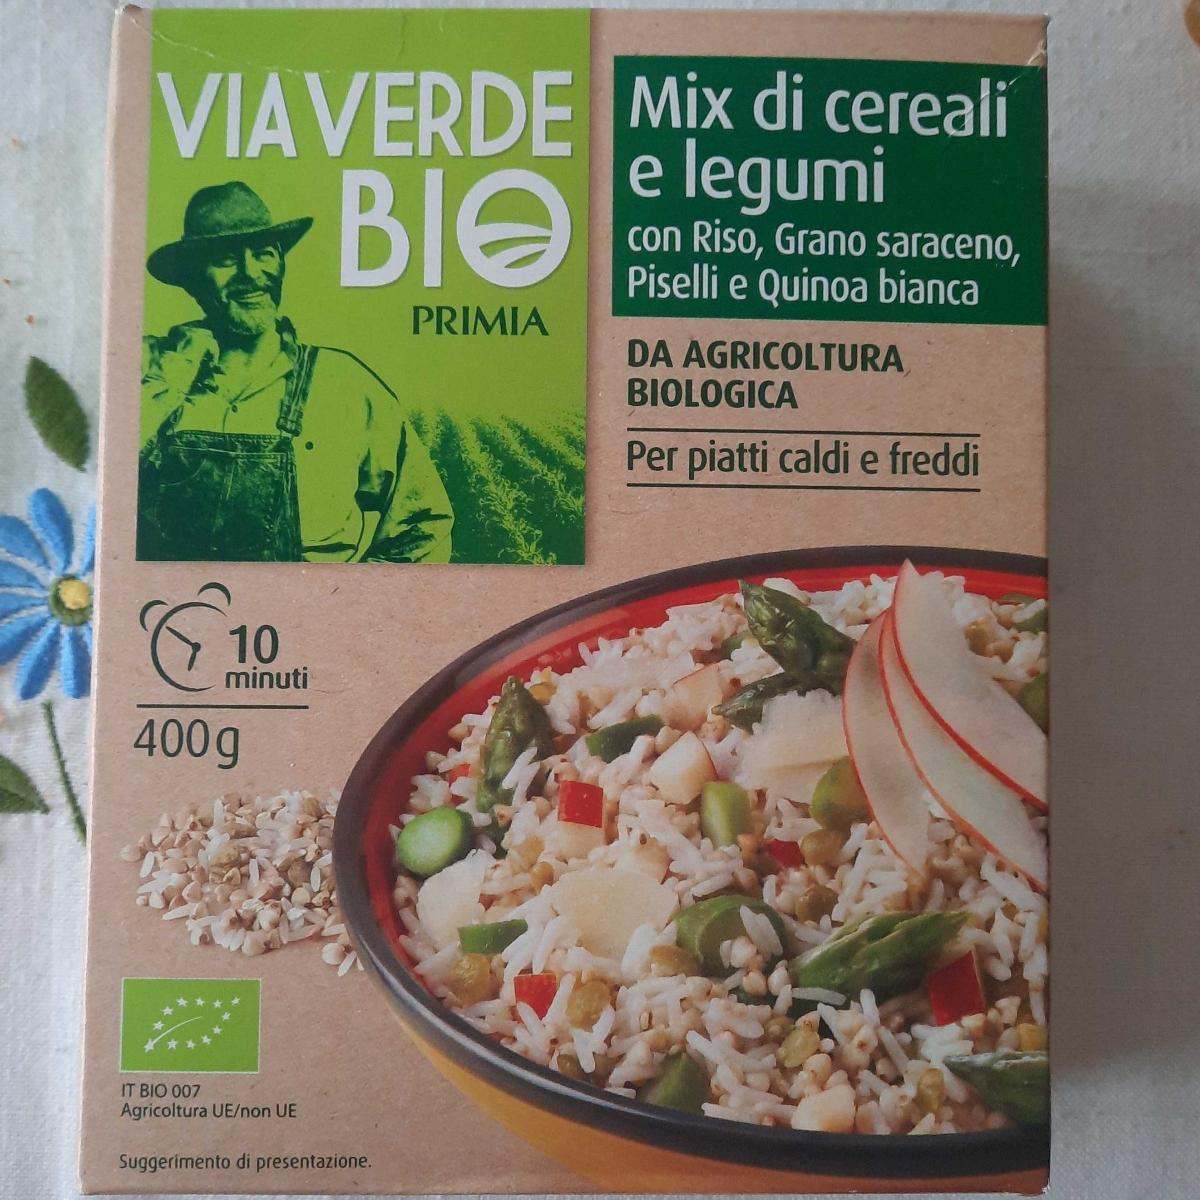 VIAVERDE
BIO
PRIMIA
Mix di cereali
e legumi
con Riso, Grano saraceno,
Piselli e Quinoa bianca
DA AGRICOLTURA
BIOLOGICA
Per piatti caldi e freddi
10
minuti
400g
IT BIO 007
Agricoltura UE/non UE
Suggerimento di presentazione.